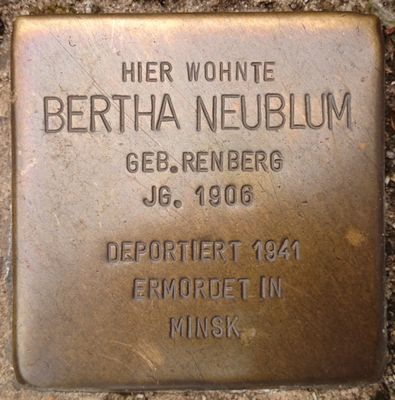 HIER WOHNTE
BERTHA NEUBLUM
GEB. RENBERG
JG. 1906
DEPORTIERT 1941
ERMORDET IN
MINSK